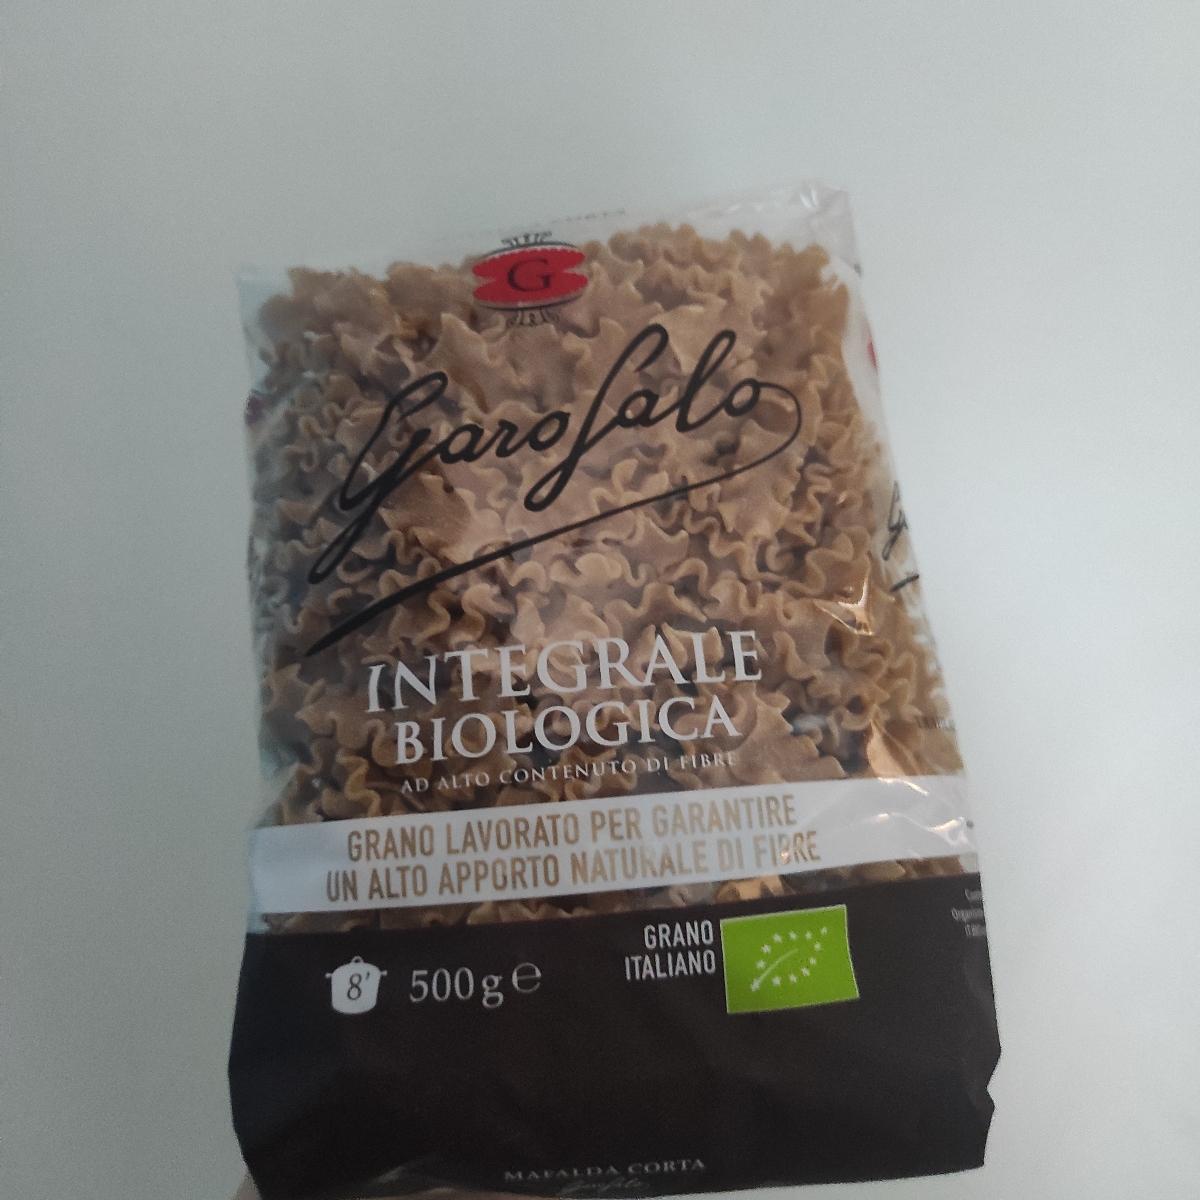 G
Garofalo
INTEGRALE
BIOLOGICA
AD ALTO CONTENUTO DI FIBRE
GRANO LAVORATO PER GARANTIRE
UN ALTO APPORTO NATURALE DI FIBRE
GRANO
ITALIANO
8' 500g e
MAFALDA CORTA
Garofalo